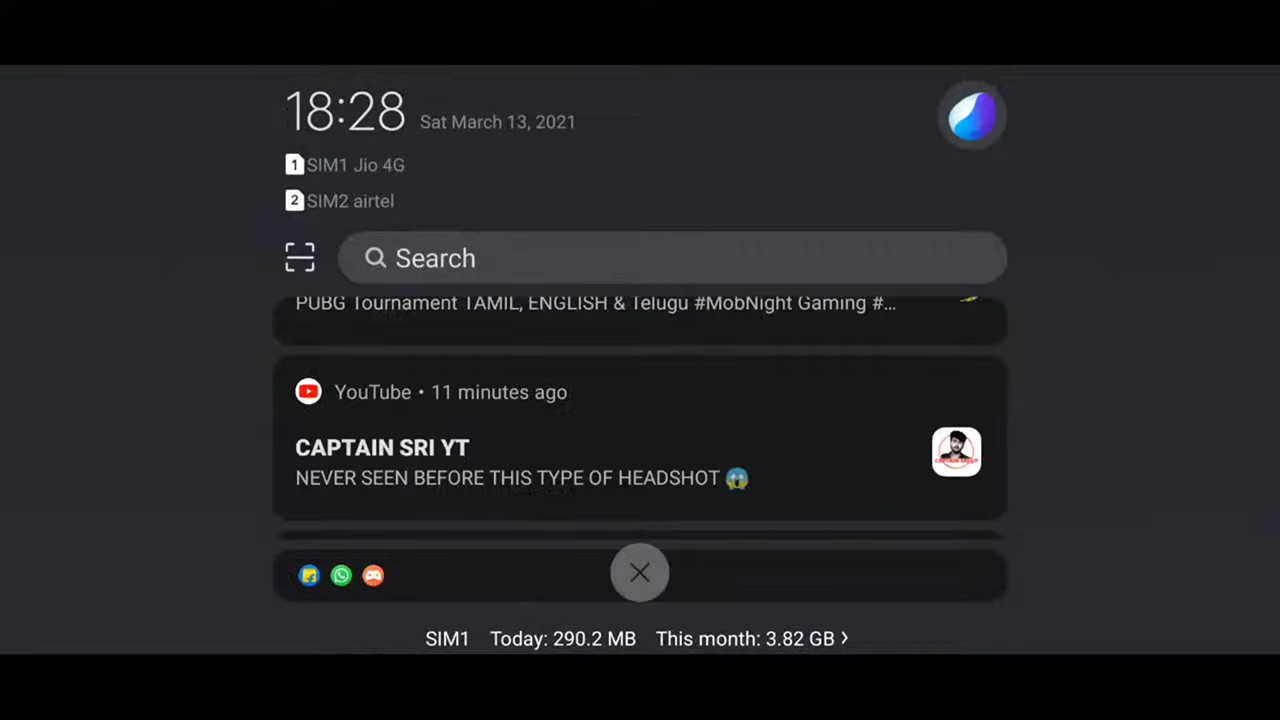 18:28 Sat March 13, 2021
1 SIM1 Jio 4G
2 SIM2 airtel
Search
PUBG Tournament TAMIL, ENGLISH & Telugu #MobNight Gaming #...
YouTube • 11 minutes ago
CAPTAIN SRI YT
NEVER SEEN BEFORE THIS TYPE OF HEADSHOT 😱
SIM1 Today: 290.2 MB This month: 3.82 GB >